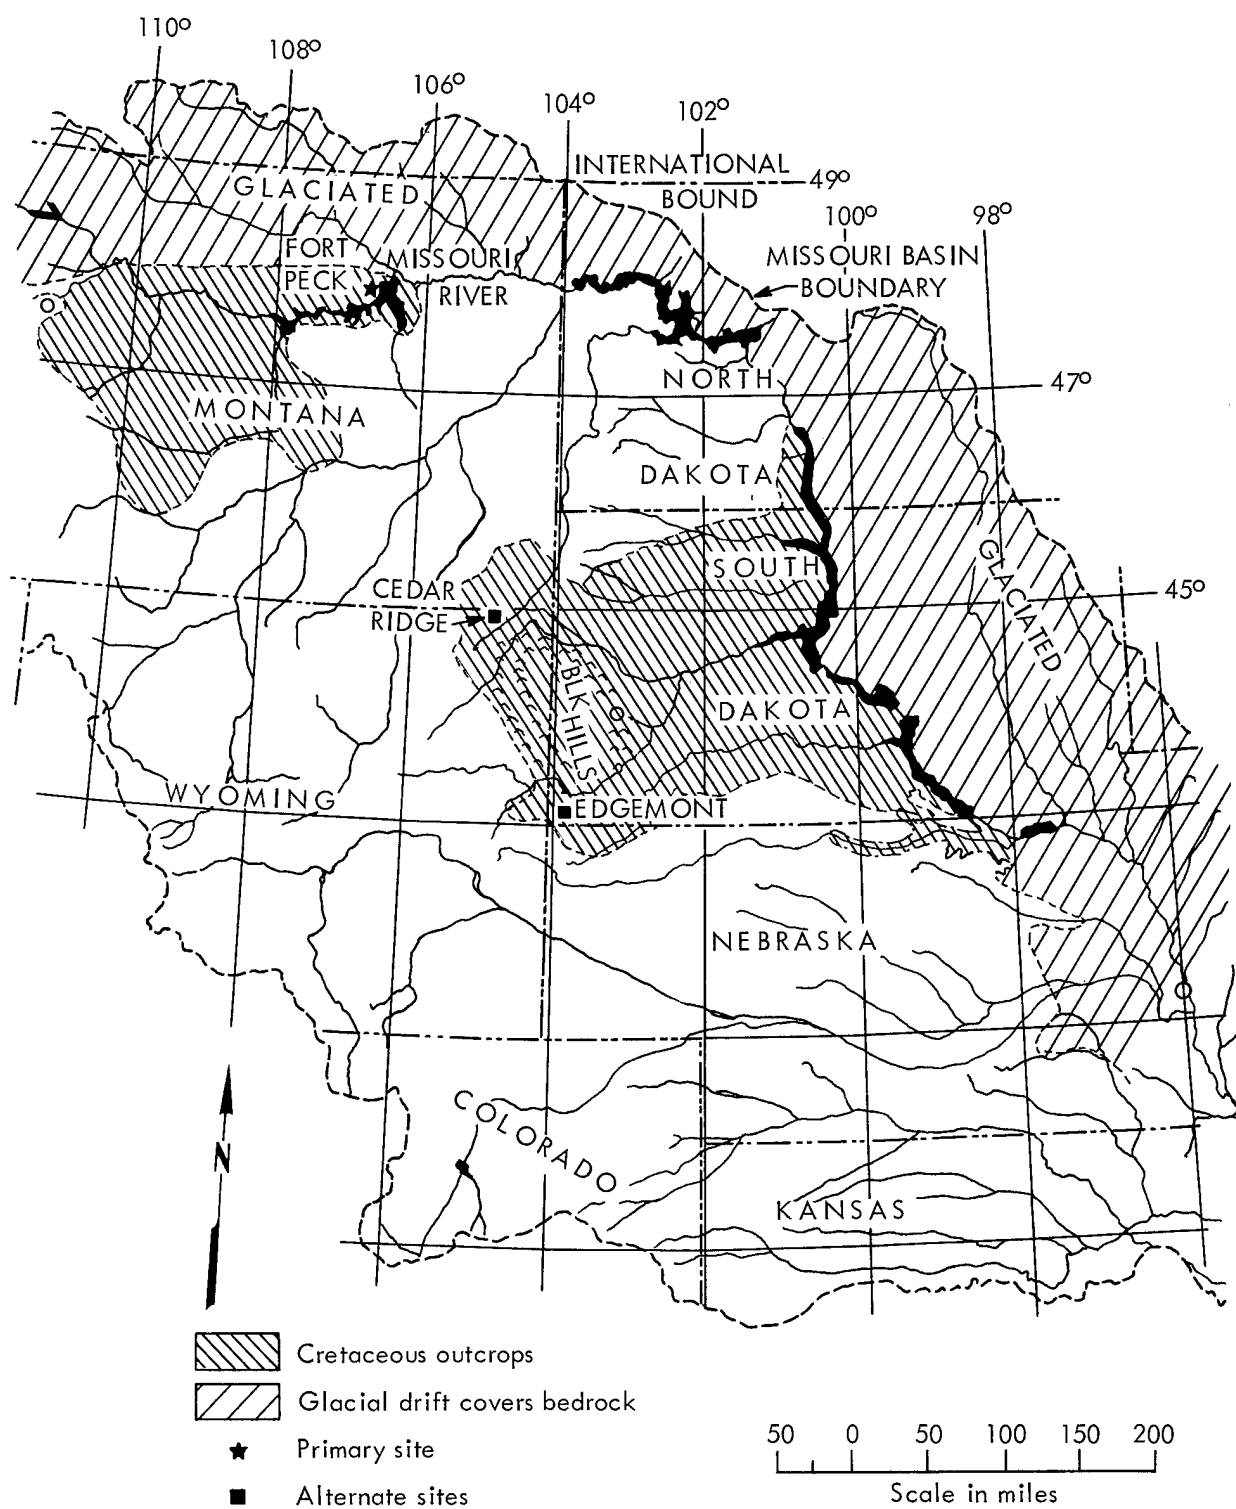 110°
108°
106°
104°
102°
INTERNATIONAL
BOUND
49°
GLACIATED
100°
98°
FORT
PECK
MISSOURI
RIVER
MISSOURI BASIN
BOUNDARY
NORTH
47°
MONTANA
DAKOTA
SOUTH
GLACIATED
CEDAR
RIDGE
45°
BLK HILLS
DAKOTA
WYOMING
EDGEMONT
NEBRASKA
COLORADO
N
KANSAS
Cretaceous outcrops
Glacial drift covers bedrock
Primary site
Alternate sites
50 0 50 100 150 200
Scale in miles